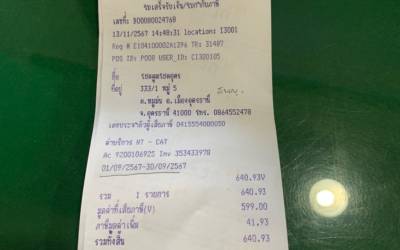 ใบเสร็จรับเงิน/ใบกำกับภาษี
เลขที่: B00080024768
13/11/2567 14:48:31 location: I3001
Reg # E10410002A1296 TR: 31487
POS ID: P008 USER_ID: CI320105
ชื่อ
ที่อยู่ 333/1 หมู่ 5
อ.เมืองอุดรธานี
จ.อุดรธานี 41000 โทร. 0864552478
เลขประจำตัวผู้เสียภาษี 0415554000050
ค่าบริการ NT - CAT
Ac 9200106925 Inv 353433978
01/09/2567-30/09/2567
640.93V
รวม 1 รายการ 640.93
มูลค่าที่เสียภาษี(V) 599.00
ภาษีมูลค่าเพิ่ม 41.93
รวมทั้งสิ้น 640.93